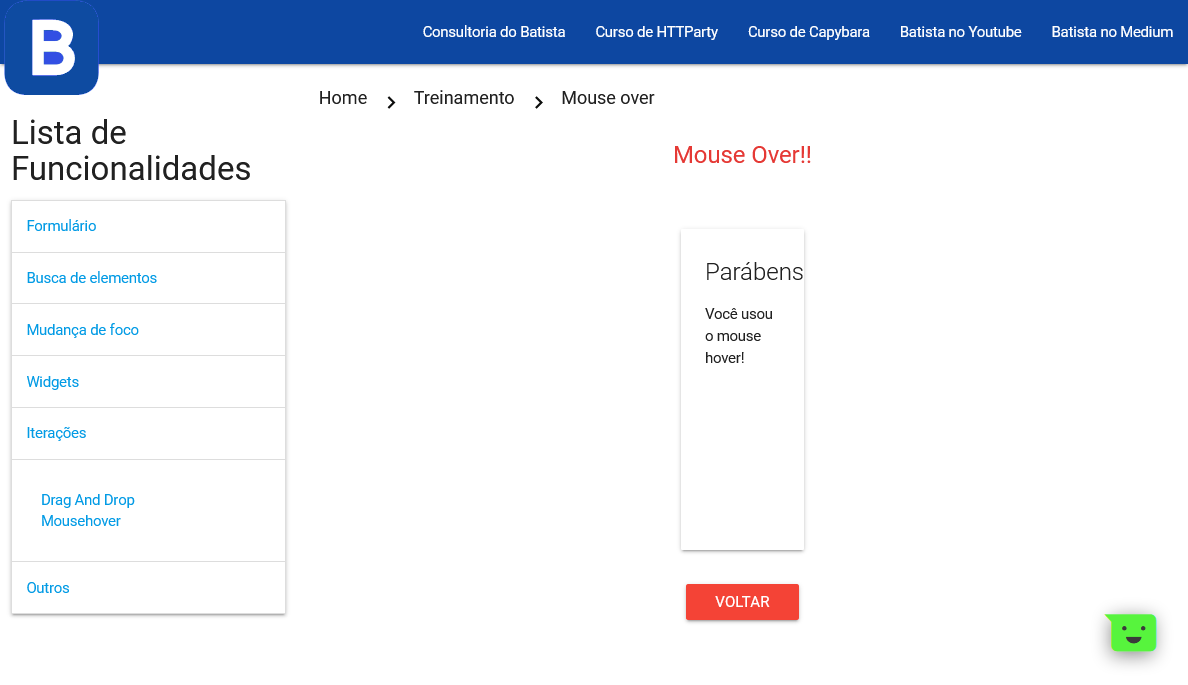 B
Consultoria do Batista Curso de HTTParty Curso de Capybara Batista no Youtube Batista no Medium
Home Treinamento Mouse over
Lista de
Funcionalidades
Formulário
Busca de elementos
Mudança de foco
Widgets
Iterações
Drag And Drop
Mousehover
Outros
Mouse Over!!
Parábens
Você usou
o mouse
hover!
VOLTAR